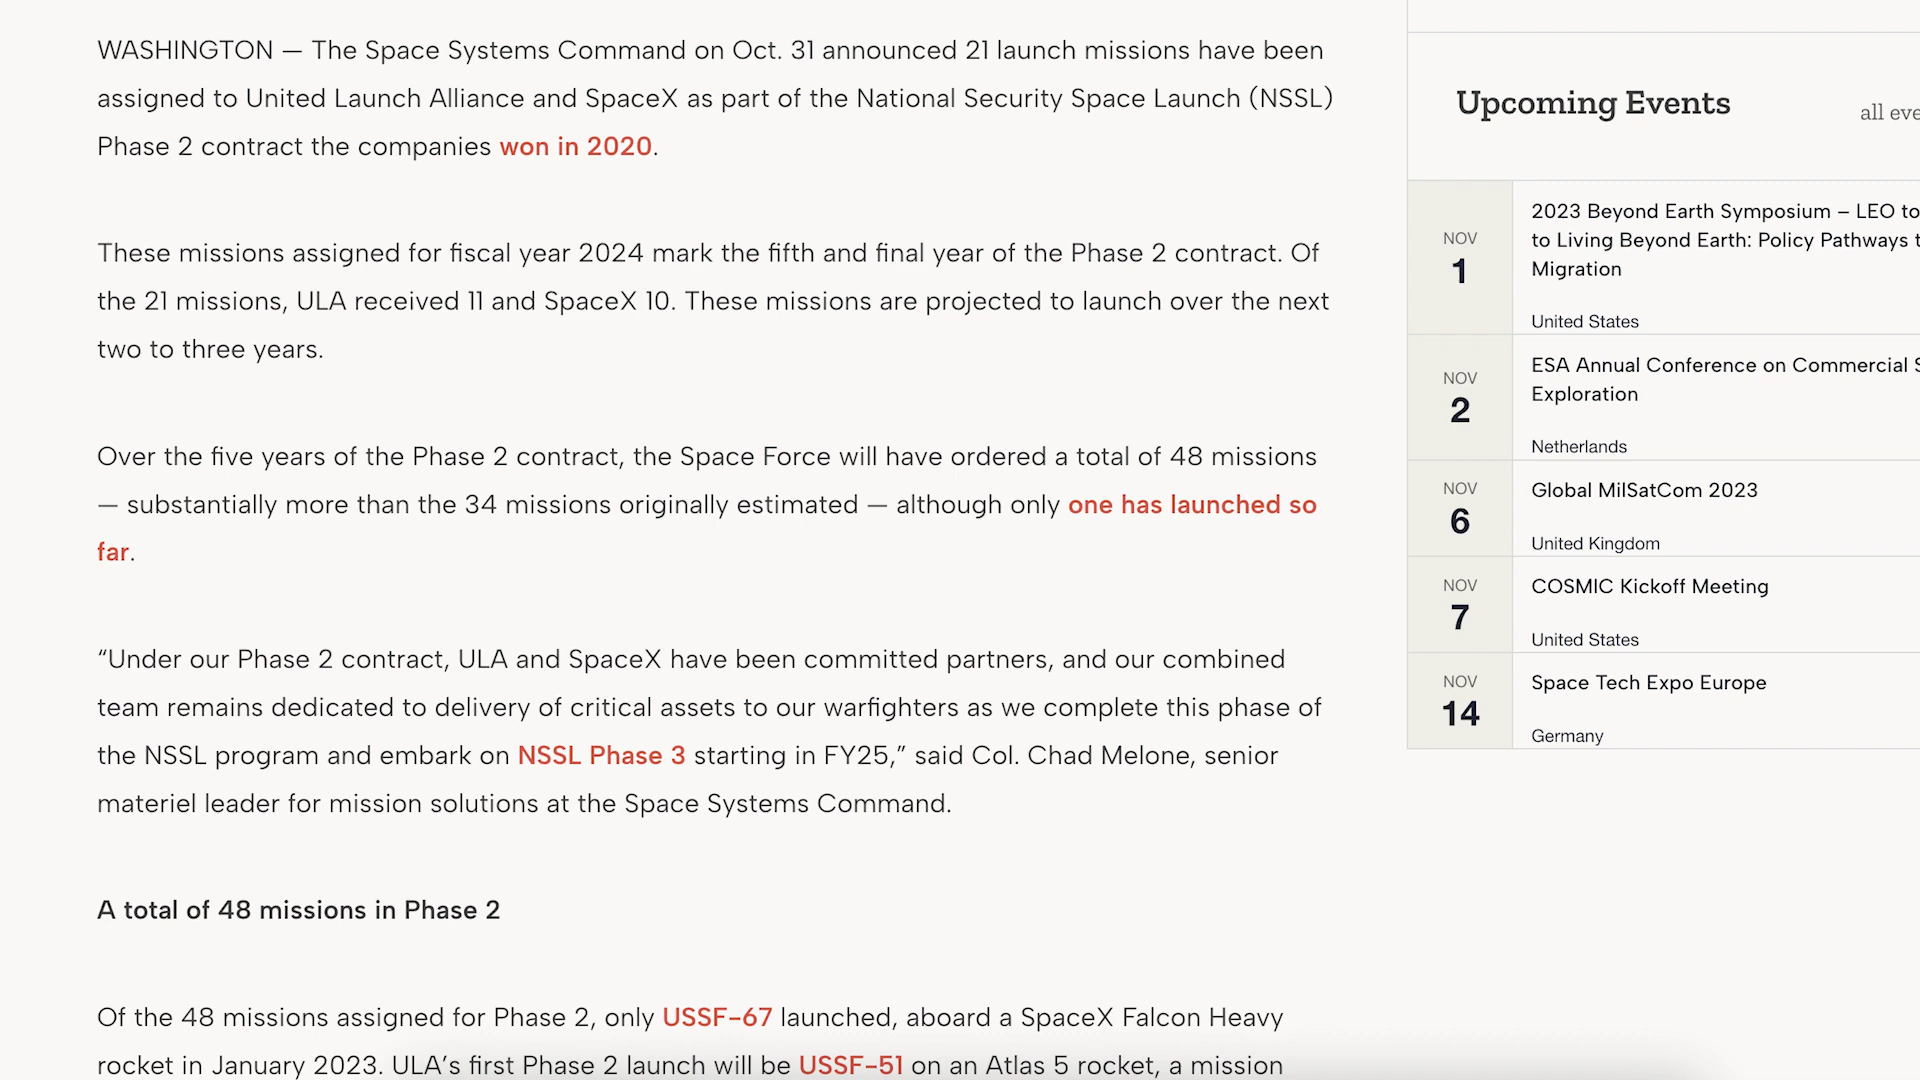 WASHINGTON — The Space Systems Command on Oct. 31 announced 21 launch missions have been
assigned to United Launch Alliance and SpaceX as part of the National Security Space Launch (NSSL)
Phase 2 contract the companies won in 2020.
These missions assigned for fiscal year 2024 mark the fifth and final year of the Phase 2 contract. Of
the 21 missions, ULA received 11 and SpaceX 10. These missions are projected to launch over the next
two to three years.
Over the five years of the Phase 2 contract, the Space Force will have ordered a total of 48 missions
— substantially more than the 34 missions originally estimated — although only one has launched so
far.
“Under our Phase 2 contract, ULA and SpaceX have been committed partners, and our combined
team remains dedicated to delivery of critical assets to our warfighters as we complete this phase of
the NSSL program and embark on NSSL Phase 3 starting in FY25,” said Col. Chad Melone, senior
materiel leader for mission solutions at the Space Systems Command.
A total of 48 missions in Phase 2
Of the 48 missions assigned for Phase 2, only USSF-67 launched, aboard a SpaceX Falcon Heavy
rocket in January 2023. ULA’s first Phase 2 launch will be USSF-51 on an Atlas 5 rocket, a mission
Upcoming Events
all eve
NOV
1
2023 Beyond Earth Symposium – LEO to
to Living Beyond Earth: Policy Pathways t
Migration
United States
NOV
2
ESA Annual Conference on Commercial S
Exploration
Netherlands
NOV
6
Global MilSatCom 2023
United Kingdom
NOV
7
COSMIC Kickoff Meeting
United States
NOV
14
Space Tech Expo Europe
Germany